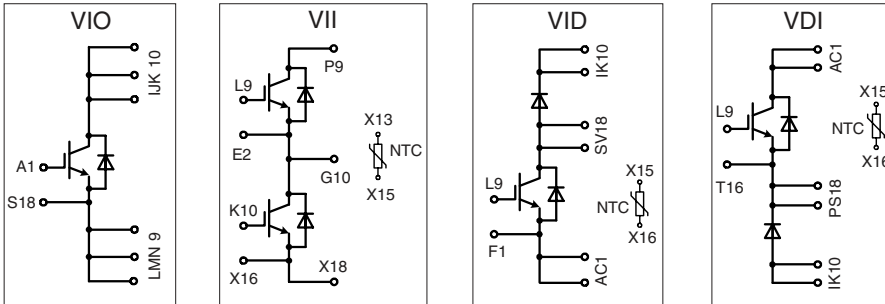 VIO
IJK 10
A1
S18
LMN 9
VII
P9
L9
E2
X13
NTC
X15
G10
K10
X16
X18
VID
IK10
SV18
L9
X15
NTC
X16
F1
AC1
VDI
AC1
X15
L9
NTC
X16
T16
PS18
IK10